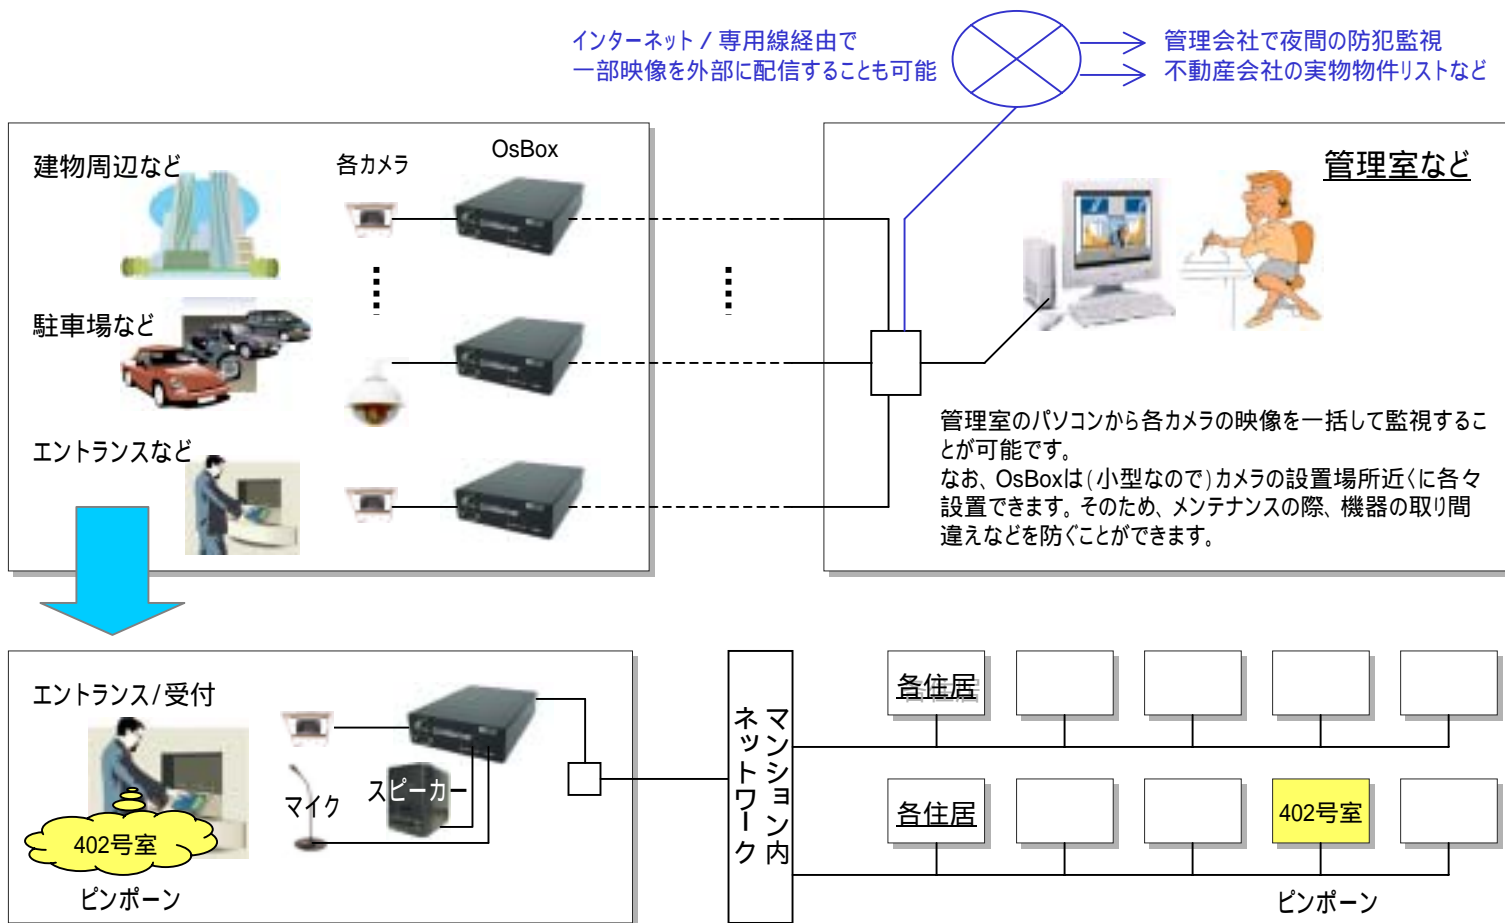 インターネット / 専用線経由で
一部映像を外部に配信することも可能
管理会社で夜間の防犯監視
不動産会社の実物物件リストなど
建物周辺など
各カメラ
OsBox
駐車場など
エントランスなど
管理室など
管理室のパソコンから各カメラの映像を一括して監視するこ
とが可能です。
なお、OsBoxは(小型なので)カメラの設置場所近くに各々
設置できます。そのため、メンテナンスの際、機器の取り間
違えなどを防ぐことができます。
エントランス/受付
マイク
スピーカー
402号室
ピンポーン
マンション内
ネットワーク
各住居
各住居
402号室
ピンポーン